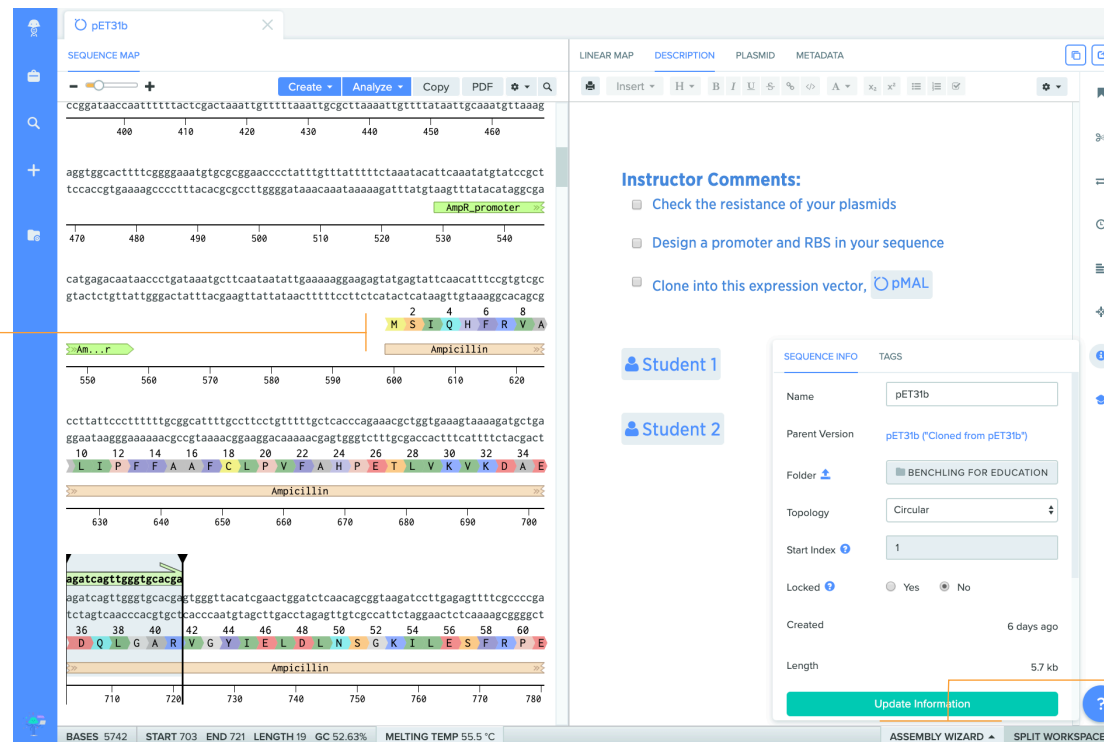 pET31b
SEQUENCE MAP
Create
Analyze
Copy
PDF
ccggataaccaattttttactcgactaaattgtttttaaattgcgcttaaaattgttttataattgcaaatgttaaag
400 410 420 430 440 450 460
aggtggcacttttcggggaaatgtgcgcggaacccctatttgtttatttttctaaatacattcaaatatgtatccgct
tccaccgtgaaaagcccctttacacgcgccttggggataaacaaataaaaagatttatgtaagtttatacataggcga
AmpR_promoter
470 480 490 500 510 520 530 540
catgagacaataaccctgataaatgcttcaataatattgaaaaaggaagagtatgagtattcaacatttccgtgtcgc
gtactctgttattgggactatttacgaagttattataactttttccttctcatactcataagttgtaaaggcacagcg
2 4 6 8
M S I Q H F R V A
Am...r
Ampicillin
550 560 570 580 590 600 610 620
ccttattcccttttttgcggcattttgccttcctgtttttgctcacccagaaacgctggtgaaagtaaaagatgctga
ggaataagggaaaaaacgccgtaaaacggaaggacaaaaacgagtgggtctttgcgaccactttcattttctacgact
10 12 14 16 18 20 22 24 26 28 30 32 34
L I P F F A A F C L P V F A H P E T L V K V K D A E
Ampicillin
630 640 650 660 670 680 690 700
agatcagttgggtgcacga
agatcagttgggtgcacgagtgggttacatcgaactggatctcaacagcggtaagatccttgagagttttcgccccga
tctagtcaacccacgtgctcacccaatgtagcttgacctagagttgtcgccattctaggaactctcaaaagcggggct
36 38 40 42 44 46 48 50 52 54 56 58 60
D Q L G A R V G Y I E L D L N S G K I L E S F R P E
Ampicillin
710 720 730 740 750 760 770 780
BASES 5742 START 703 END 721 LENGTH 19 GC 52.63% MELTING TEMP 55.5 °C
LINEAR MAP DESCRIPTION PLASMID METADATA
Insert H B I U S A x₂ x²
Instructor Comments:
Check the resistance of your plasmids
Design a promoter and RBS in your sequence
Clone into this expression vector, pMAL
Student 1
Student 2
SEQUENCE INFO TAGS
Name pET31b
Parent Version pET31b ("Cloned from pET31b")
Folder BENCHLING FOR EDUCATION
Topology Circular
Start Index ? 1
Locked ? Yes No
Created 6 days ago
Length 5.7 kb
Update Information
?
ASSEMBLY WIZARD SPLIT WORKSPACE